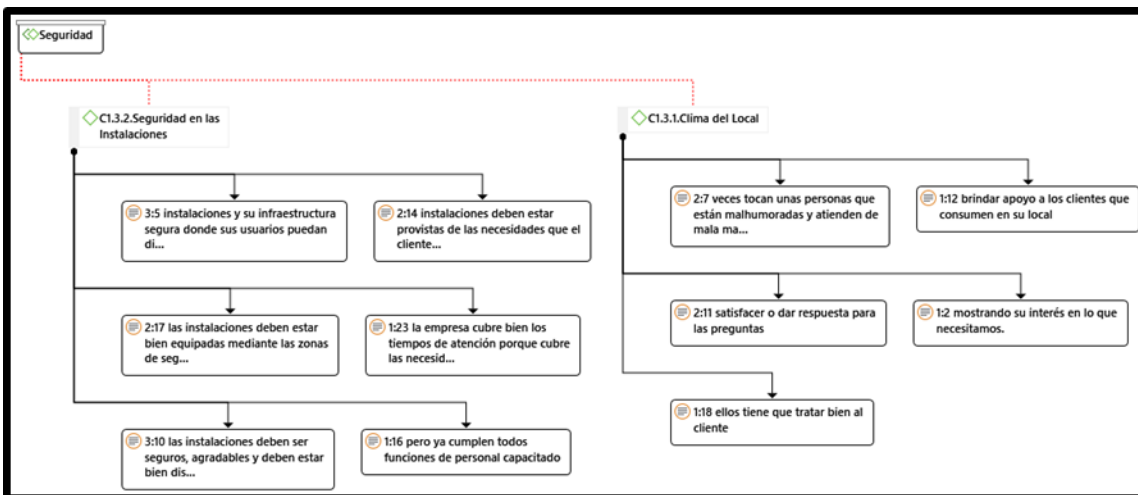 Seguridad
C1.3.2.Seguridad en las
Instalaciones
C1.3.1.Clima del Local
3:5 instalaciones y su infraestructura
segura donde sus usuarios puedan
di...
2:14 instalaciones deben estar
provistas de las necesidades que el
cliente...
2:7 veces tocan unas personas que
están malhumoradas y atienden de
mala ma...
1:12 brindar apoyo a los clientes que
consumen en su local
2:17 las instalaciones deben estar
bien equipadas mediante las zonas
de seg...
1:23 la empresa cubre bien los
tiempos de atención porque cubre
las necesid...
2:11 satisfacer o dar respuesta para
las preguntas
1:2 mostrando su interés en lo que
necesitamos.
3:10 las instalaciones deben ser
seguros, agradables y deben estar
bien dis...
1:16 pero ya cumplen todos
funciones de personal capacitado
1:18 ellos tiene que tratar bien al
cliente